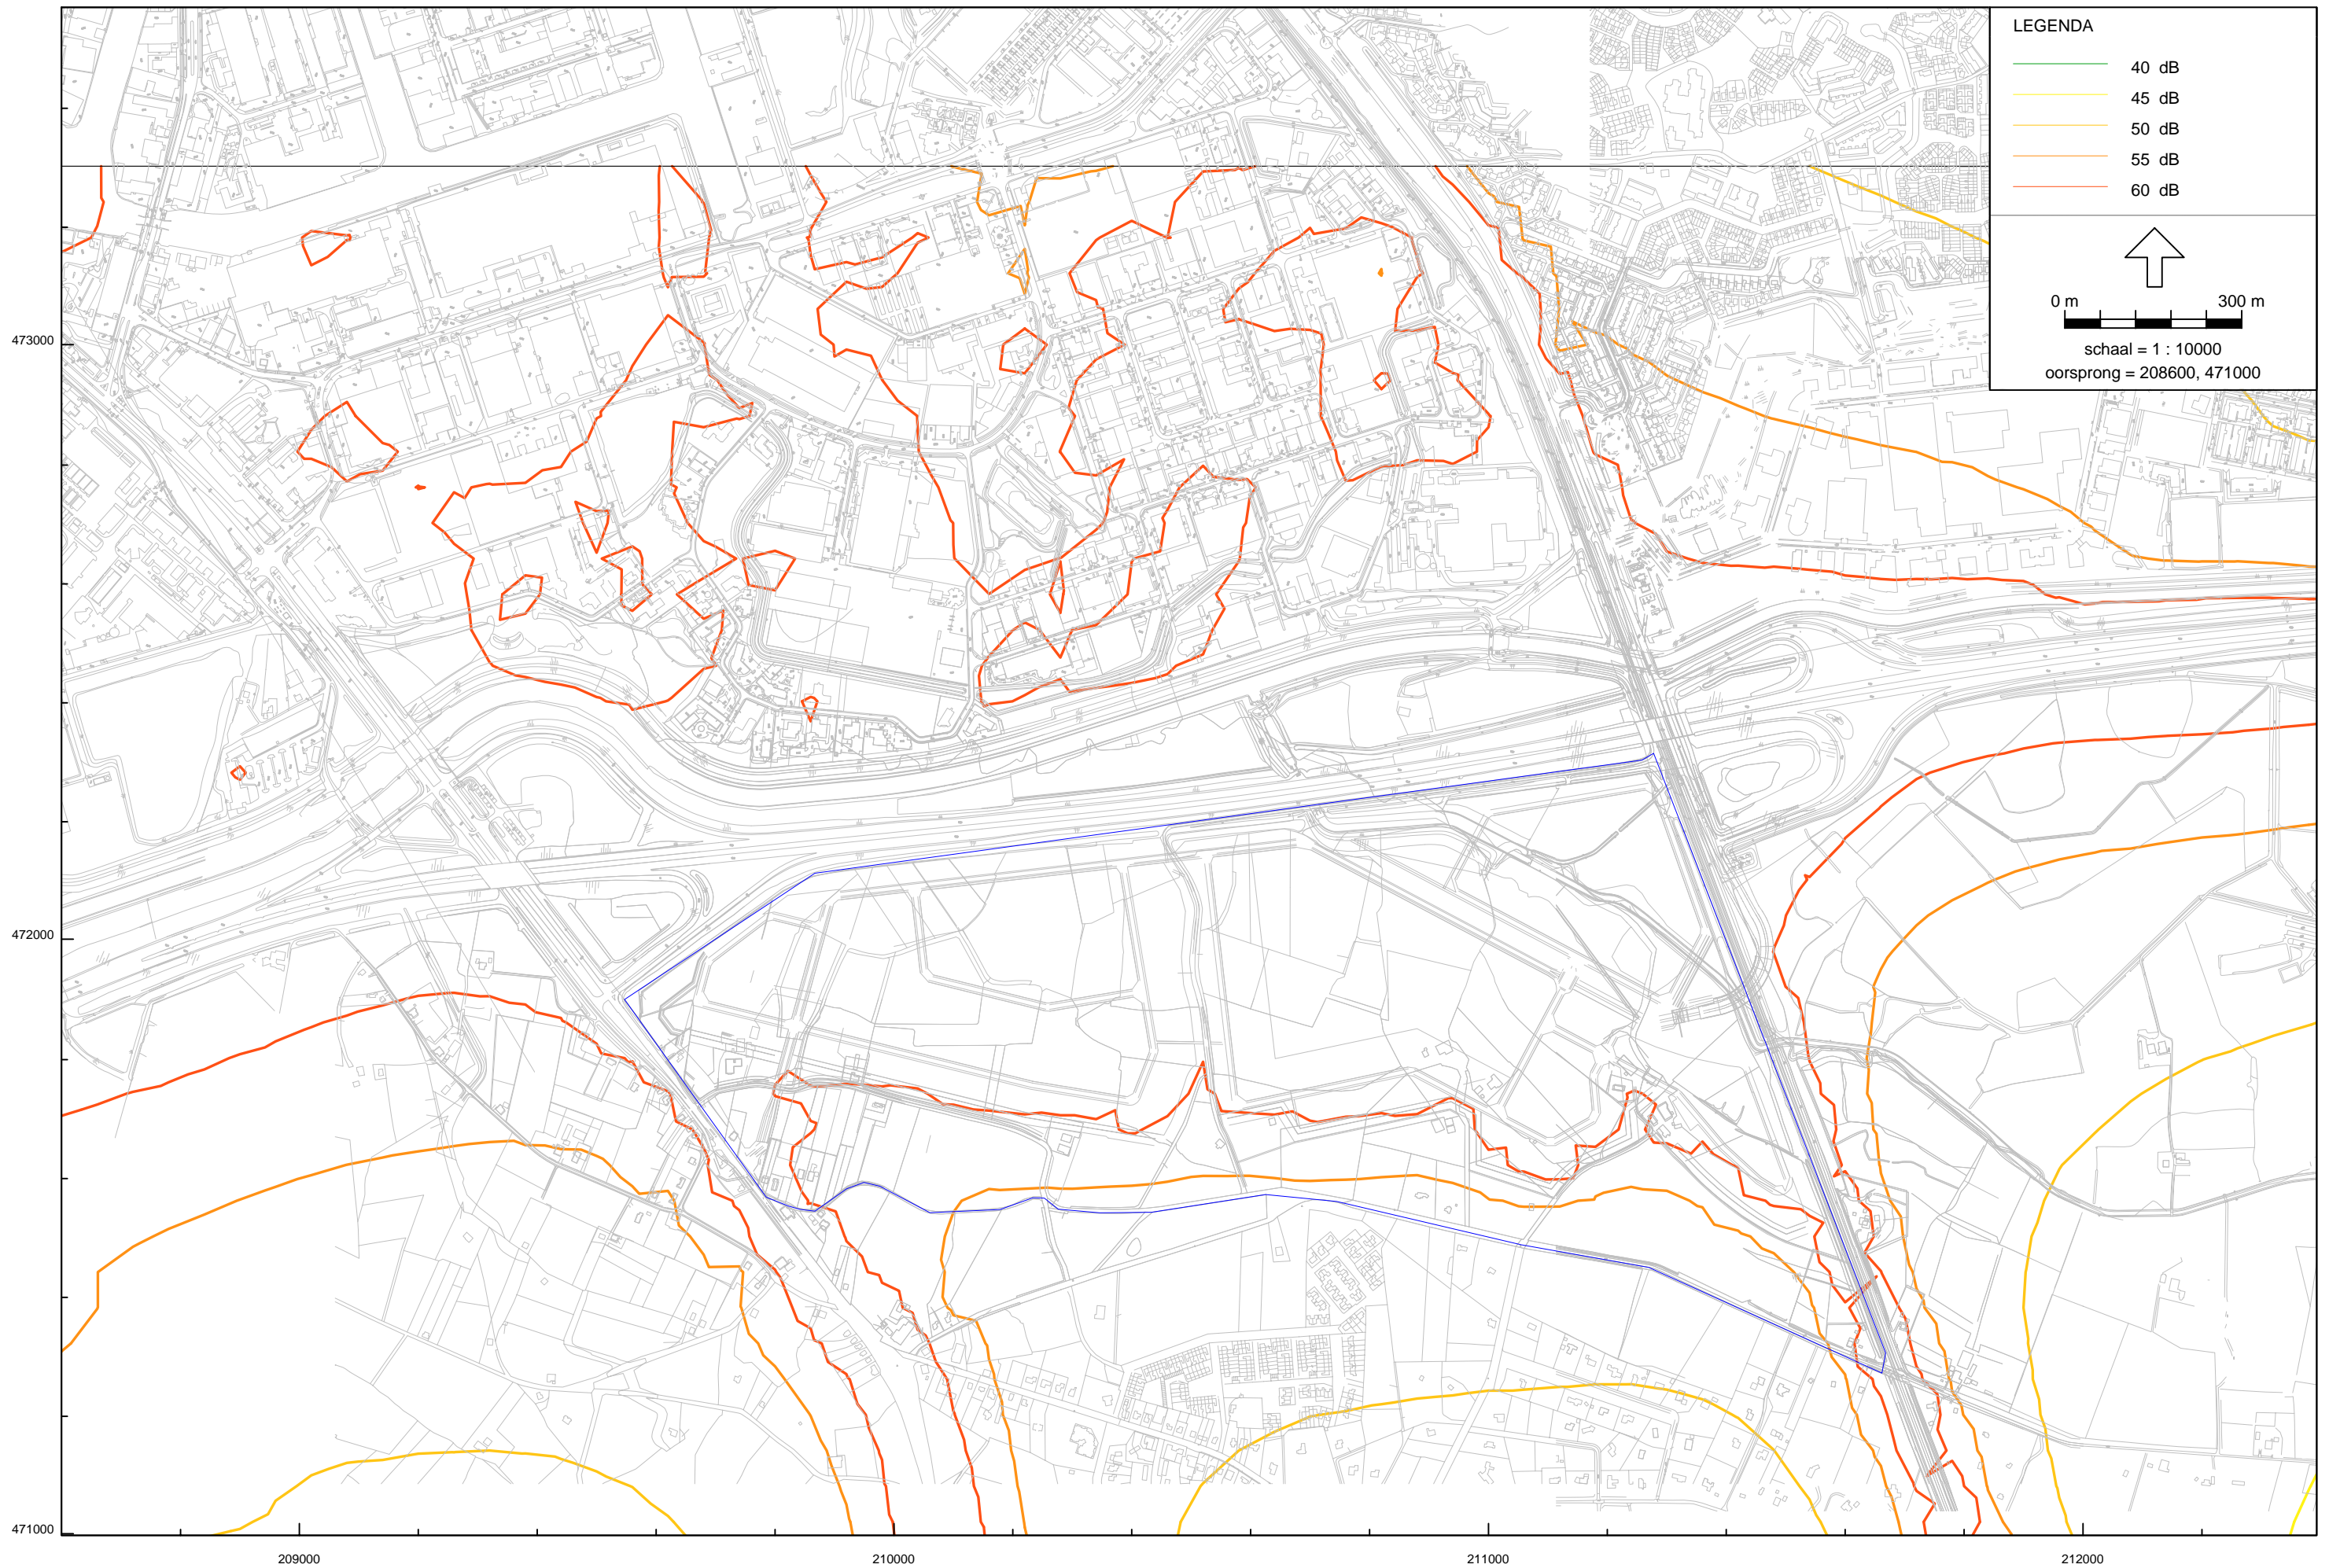 LEGENDA
40 dB
45 dB
50 dB
55 dB
60 dB
0 m 300 m
schaal = 1 : 10000
oorsprong = 208600, 471000
473000
472000
471000
209000 210000 211000 212000